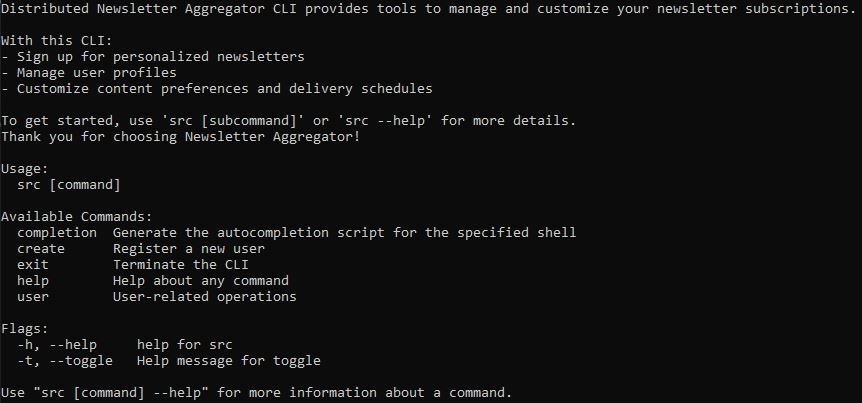 Distributed Newsletter Aggregator CLI provides tools to manage and customize your newsletter subscriptions.
With this CLI:
- Sign up for personalized newsletters
- Manage user profiles
- Customize content preferences and delivery schedules
To get started, use 'src [subcommand]' or 'src --help' for more details.
Thank you for choosing Newsletter Aggregator!
Usage:
  src [command]
Available Commands:
  completion  Generate the autocompletion script for the specified shell
  create      Register a new user
  exit        Terminate the CLI
  help        Help about any command
  user        User-related operations
Flags:
  -h, --help     help for src
  -t, --toggle   Help message for toggle
Use "src [command] --help" for more information about a command.